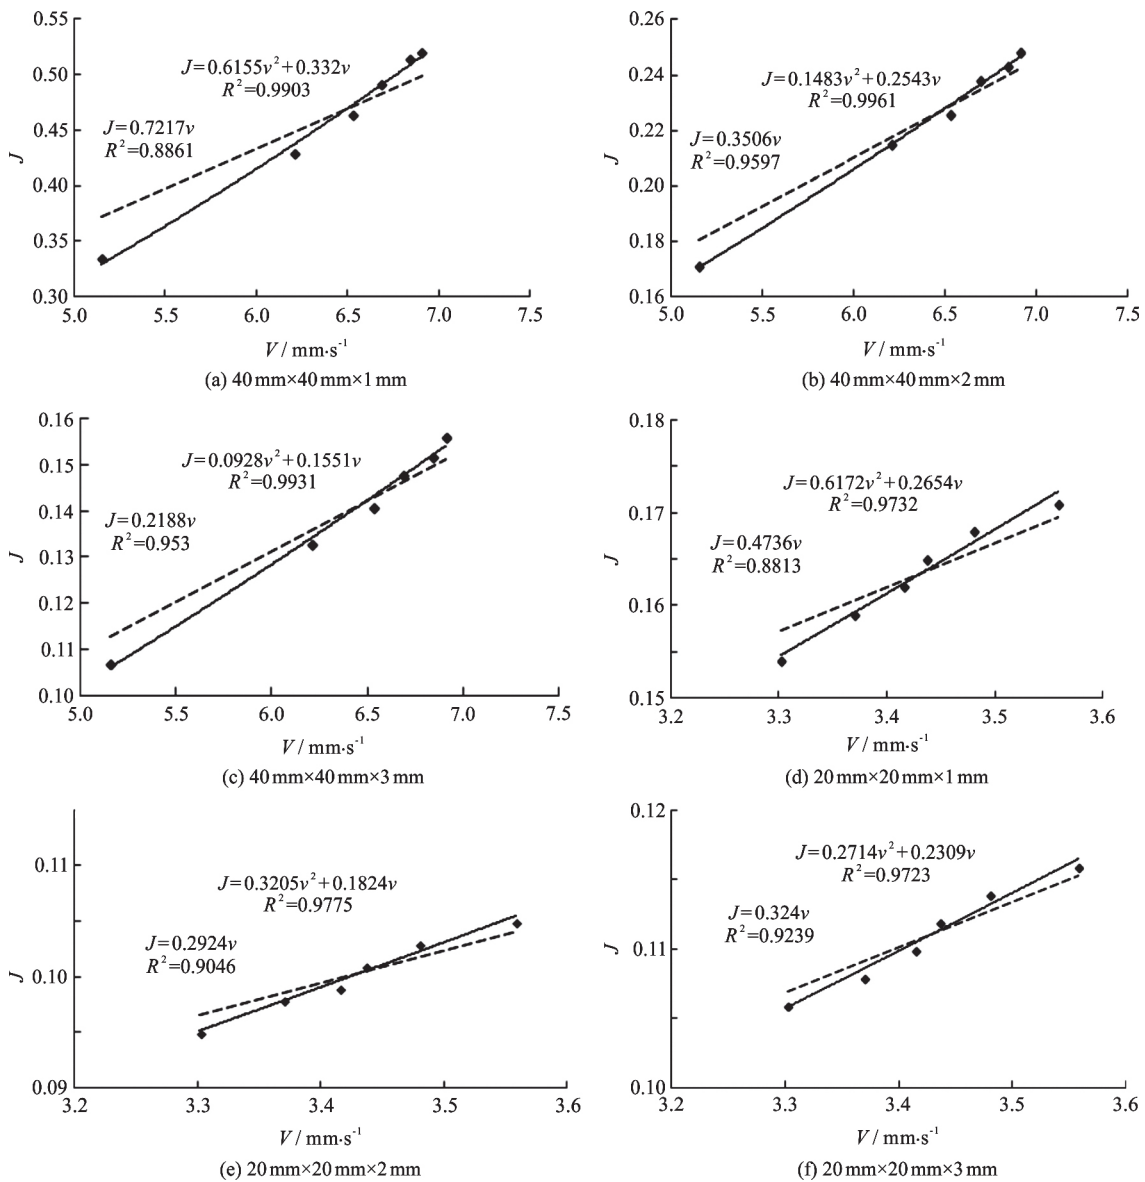 0.55
0.50
0.45
0.40
0.35
0.30
J
J=0.6155v²+0.332v
R²=0.9903
J=0.7217v
R²=0.8861
5.0 5.5 6.0 6.5 7.0 7.5
V / mm·s⁻¹
(a) 40 mm×40 mm×1 mm
0.26
0.24
0.22
0.20
0.18
0.16
J
J=0.1483v²+0.2543v
R²=0.9961
J=0.3506v
R²=0.9597
5.0 5.5 6.0 6.5 7.0 7.5
V / mm·s⁻¹
(b) 40 mm×40 mm×2 mm
0.16
0.15
0.14
0.13
0.12
0.11
0.10
J
J=0.0928v²+0.1551v
R²=0.9931
J=0.2188v
R²=0.953
5.0 5.5 6.0 6.5 7.0 7.5
V / mm·s⁻¹
(c) 40 mm×40 mm×3 mm
0.18
0.17
0.16
0.15
J
J=0.6172v²+0.2654v
R²=0.9732
J=0.4736v
R²=0.8813
3.2 3.3 3.4 3.5 3.6
V / mm·s⁻¹
(d) 20 mm×20 mm×1 mm
0.11
0.10
0.09
J
J=0.3205v²+0.1824v
R²=0.9775
J=0.2924v
R²=0.9046
3.2 3.3 3.4 3.5 3.6
V / mm·s⁻¹
(e) 20 mm×20 mm×2 mm
0.12
0.11
0.10
J
J=0.2714v²+0.2309v
R²=0.9723
J=0.324v
R²=0.9239
3.2 3.3 3.4 3.5 3.6
V / mm·s⁻¹
(f) 20 mm×20 mm×3 mm